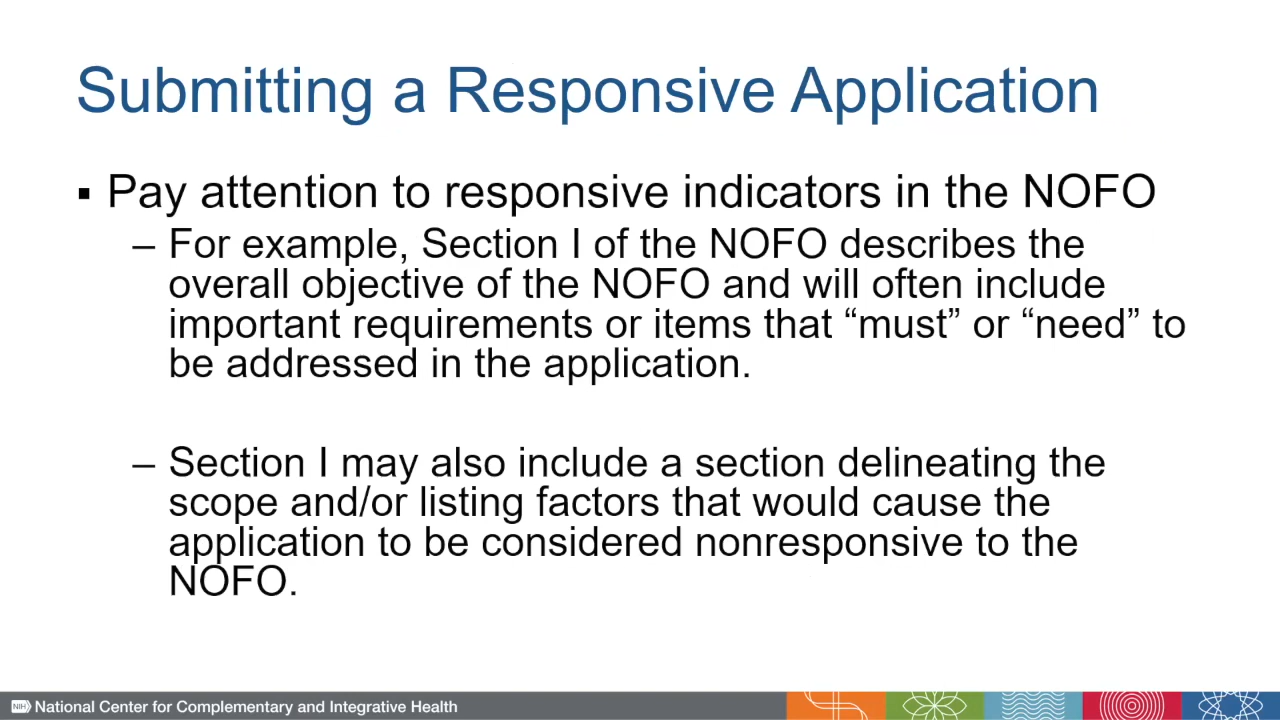 Submitting a Responsive Application
▪ Pay attention to responsive indicators in the NOFO
– For example, Section I of the NOFO describes the
overall objective of the NOFO and will often include
important requirements or items that “must” or “need” to
be addressed in the application.
– Section I may also include a section delineating the
scope and/or listing factors that would cause the
application to be considered nonresponsive to the
NOFO.
NIH National Center for Complementary and Integrative Health